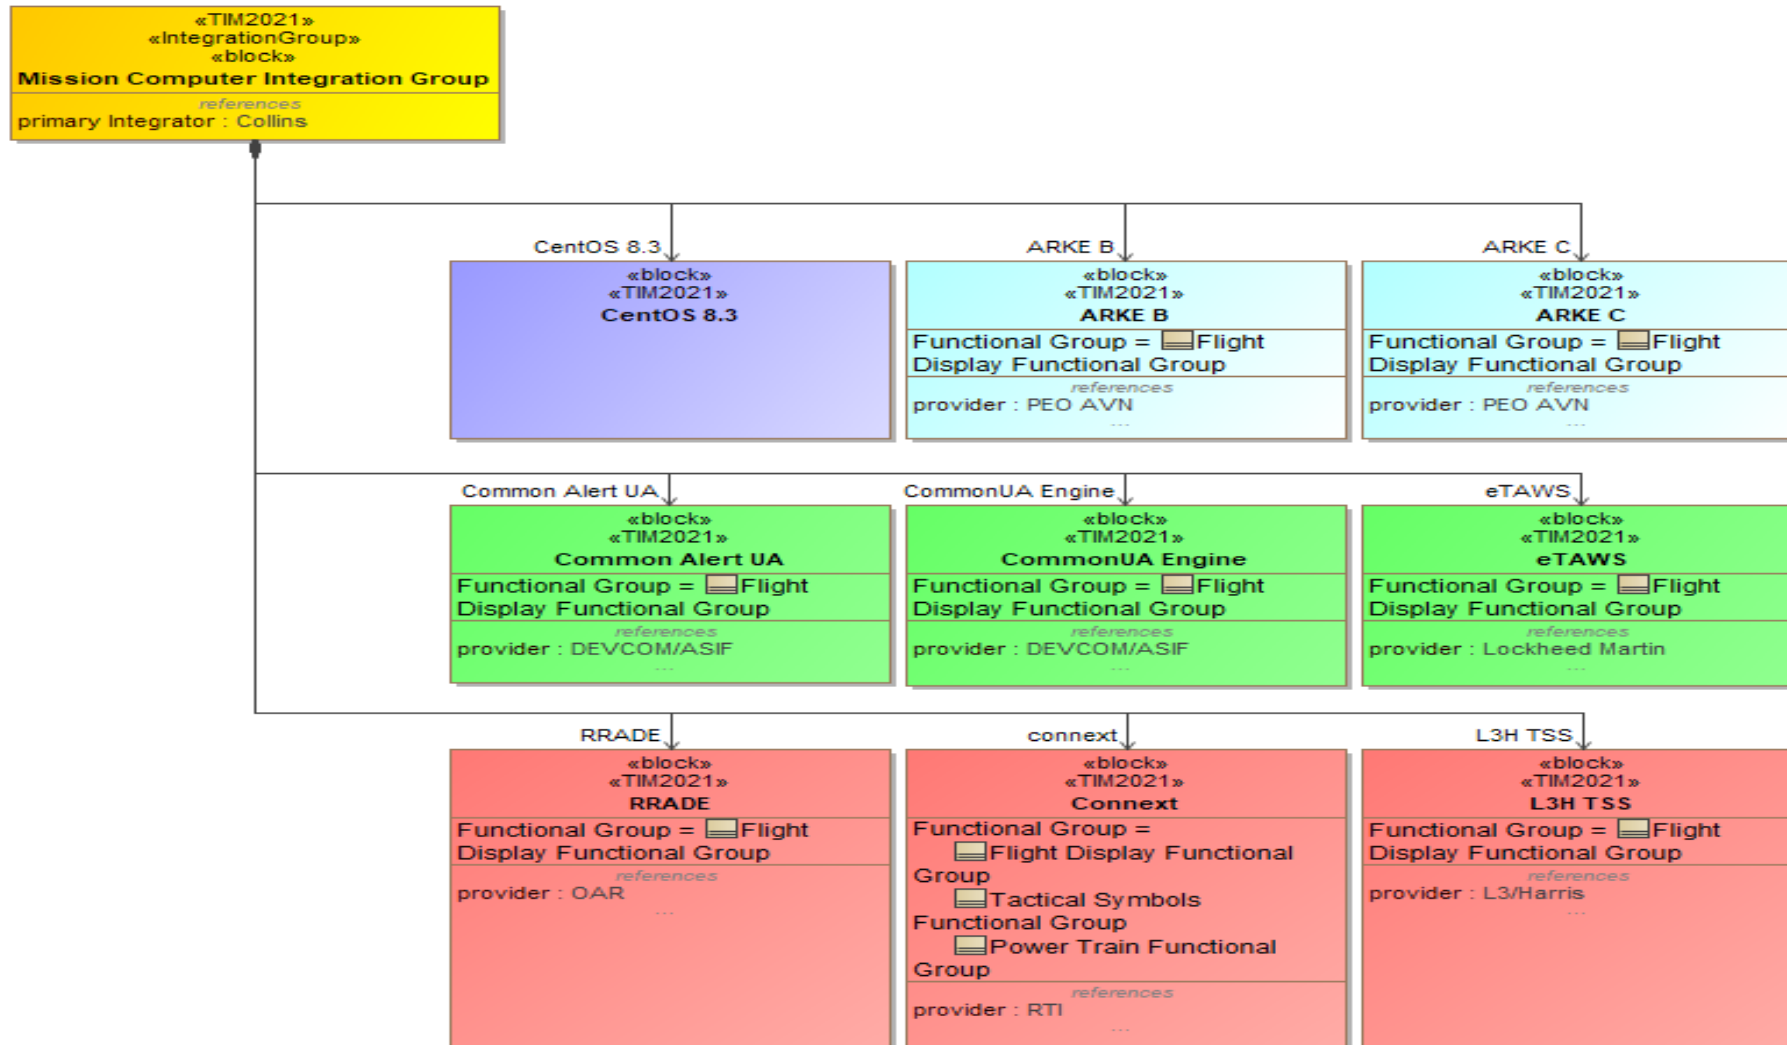 «TIM2021»
«IntegrationGroup»
«block»
Mission Computer Integration Group
references
primary Integrator : Collins
CentOS 8.3
ARKE B
ARKE C
«block»
«TIM2021»
CentOS 8.3
«block»
«TIM2021»
ARKE B
Functional Group = Flight
Display Functional Group
references
provider : PEO AVN
...
«block»
«TIM2021»
ARKE C
Functional Group = Flight
Display Functional Group
references
provider : PEO AVN
...
Common Alert UA
CommonUA Engine
eTAWS
«block»
«TIM2021»
Common Alert UA
Functional Group = Flight
Display Functional Group
references
provider : DEVCOM/ASIF
...
«block»
«TIM2021»
CommonUA Engine
Functional Group = Flight
Display Functional Group
references
provider : DEVCOM/ASIF
...
«block»
«TIM2021»
eTAWS
Functional Group = Flight
Display Functional Group
references
provider : Lockheed Martin
...
RRADE
connext
L3H TSS
«block»
«TIM2021»
RRADE
Functional Group = Flight
Display Functional Group
references
provider : OAR
...
«block»
«TIM2021»
Connext
Functional Group =
Flight Display Functional
Group
Tactical Symbols
Functional Group
Power Train Functional
Group
references
provider : RTI
...
«block»
«TIM2021»
L3H TSS
Functional Group = Flight
Display Functional Group
references
provider : L3/Harris
...